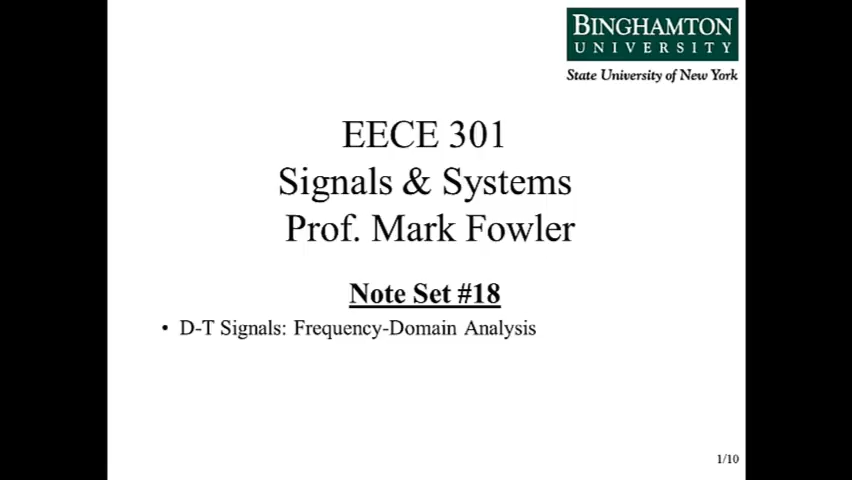 BINGHAMTON
UNIVERSITY
State University of New York
EECE 301
Signals & Systems
Prof. Mark Fowler
Note Set #18
• D-T Signals: Frequency-Domain Analysis
1/10